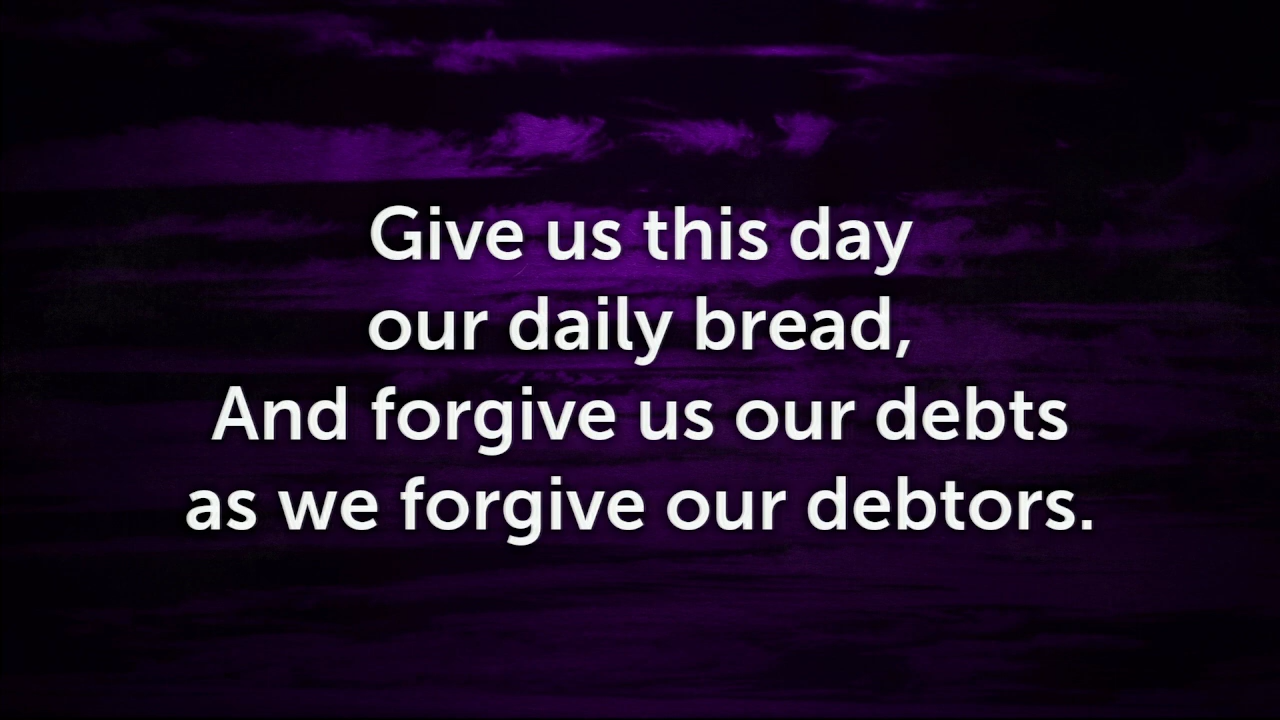 Give us this day
our daily bread,
And forgive us our debts
as we forgive our debtors.